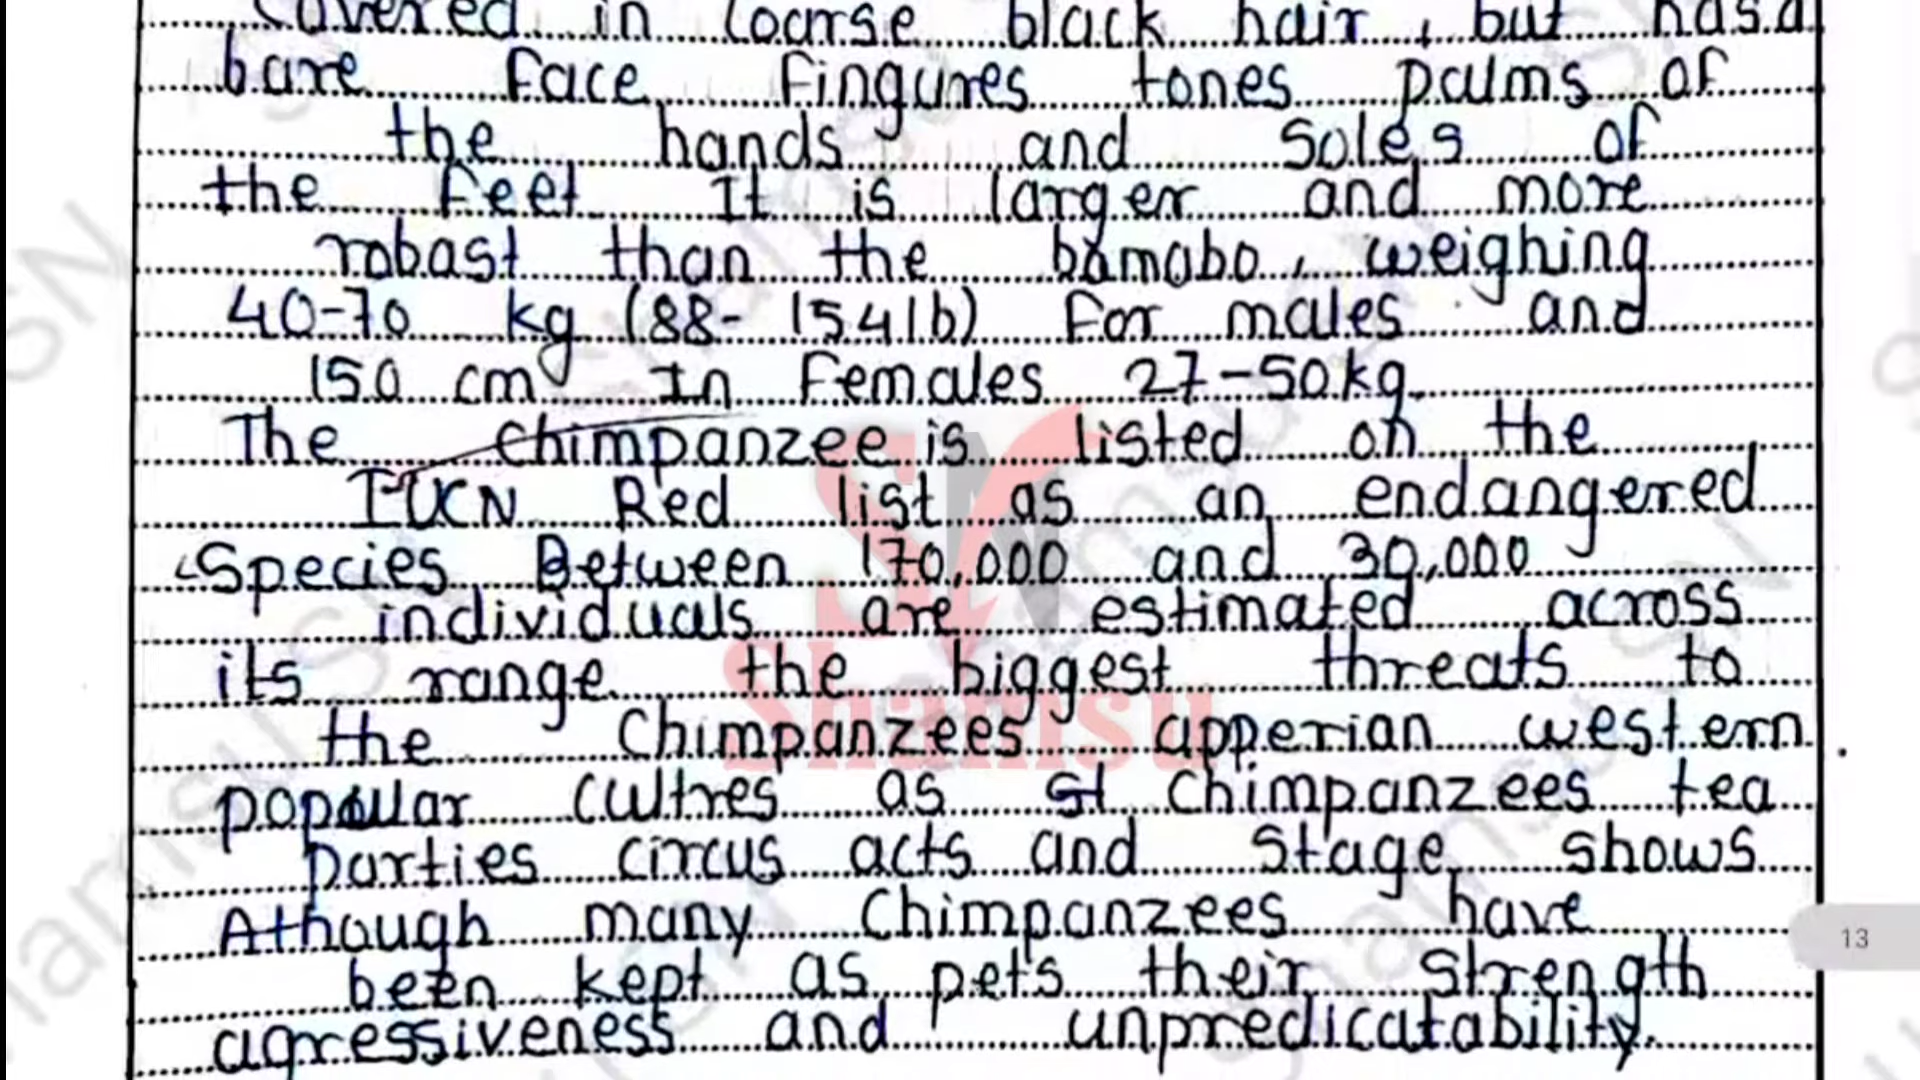 covered in coarse black hair, but has a
bare face fingures tones palms of
the hands and soles of
the feet It is larger and more
robast than the bomobo, weighing
40-70 kg (88-154lb) for males and
150 cm In females 27-50kg.
The chimpanzee is listed on the
IUCN Red list as an endangered
Species Between 170,000 and 30,000
individuals are estimated across
its range the biggest threats to
the Chimpanzees apperian western
popular cultres as st Chimpanzees tea
parties circus acts and stage shows
Athough many Chimpanzees have
been kept as pets their strength
agressiveness and unpredicatability.
SN
Shamsu
13